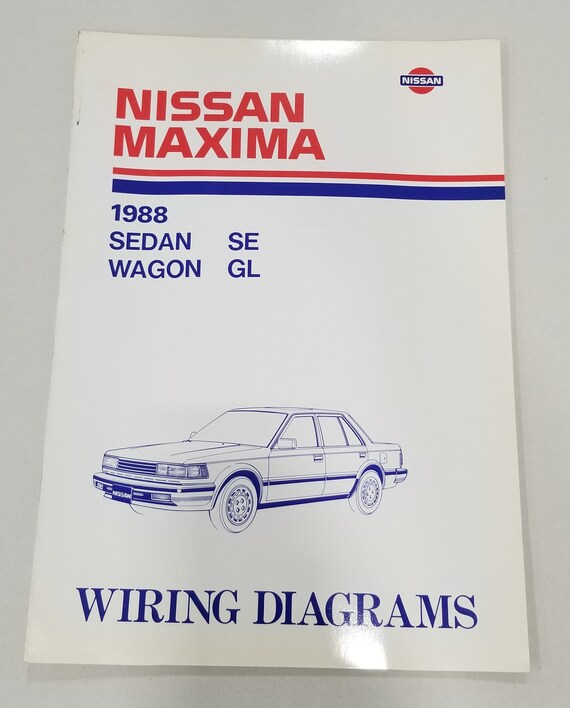 NISSAN
NISSAN
MAXIMA
1988
SEDAN SE
WAGON GL
NISSAN
WIRING DIAGRAMS